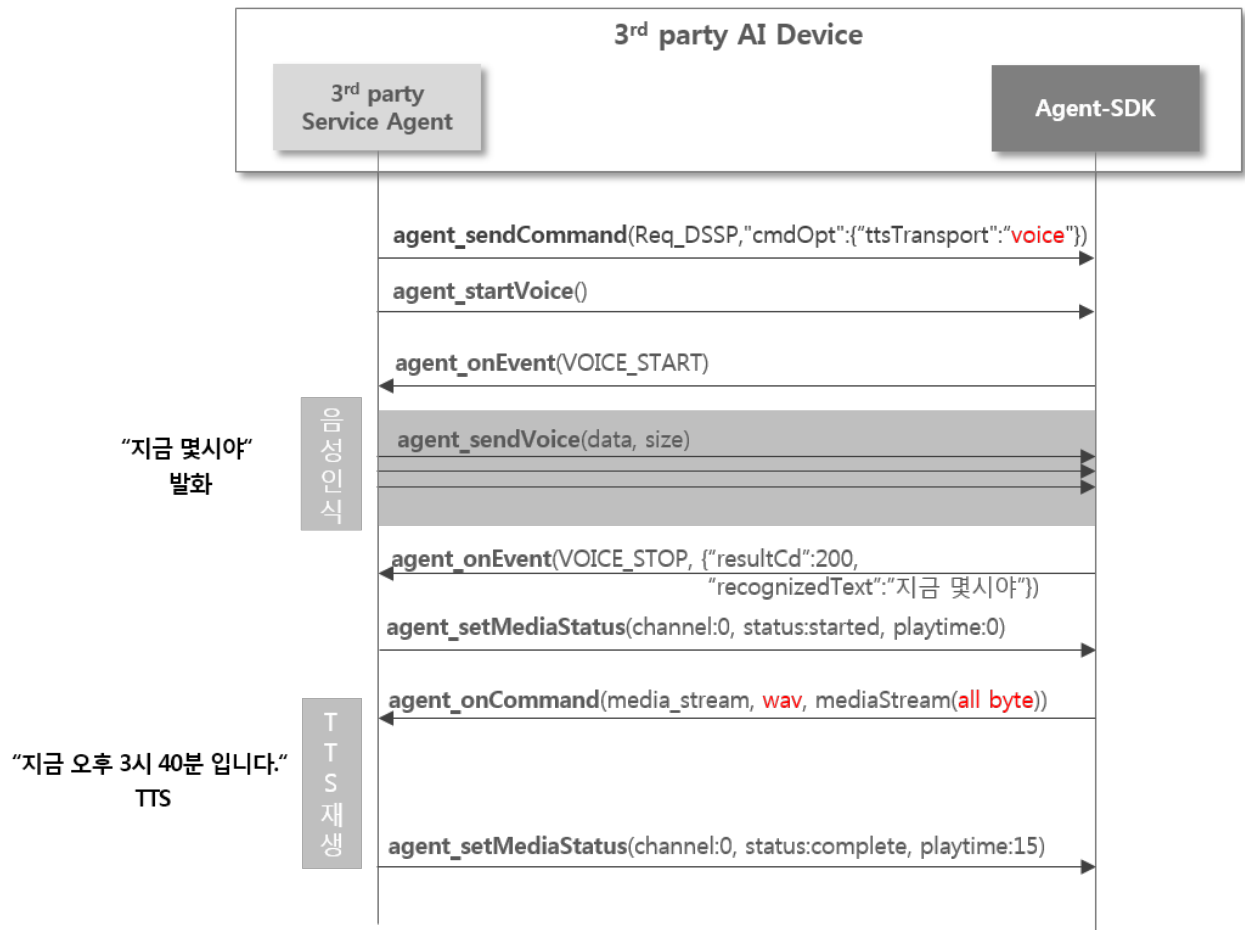 3rd party AI Device
3rd party
Service Agent
Agent-SDK
agent_sendCommand(Req_DSSP,"cmdOpt":{“ttsTransport":“voice"})
agent_startVoice()
agent_onEvent(VOICE_START)
음성인식
“지금 몇시야“
발화
agent_sendVoice(data, size)
agent_onEvent(VOICE_STOP, {“resultCd":200,
“recognizedText":“지금 몇시야"})
agent_setMediaStatus(channel:0, status:started, playtime:0)
agent_onCommand(media_stream, wav, mediaStream(all byte))
TTS재생
“지금 오후 3시 40분 입니다.“
TTS
agent_setMediaStatus(channel:0, status:complete, playtime:15)